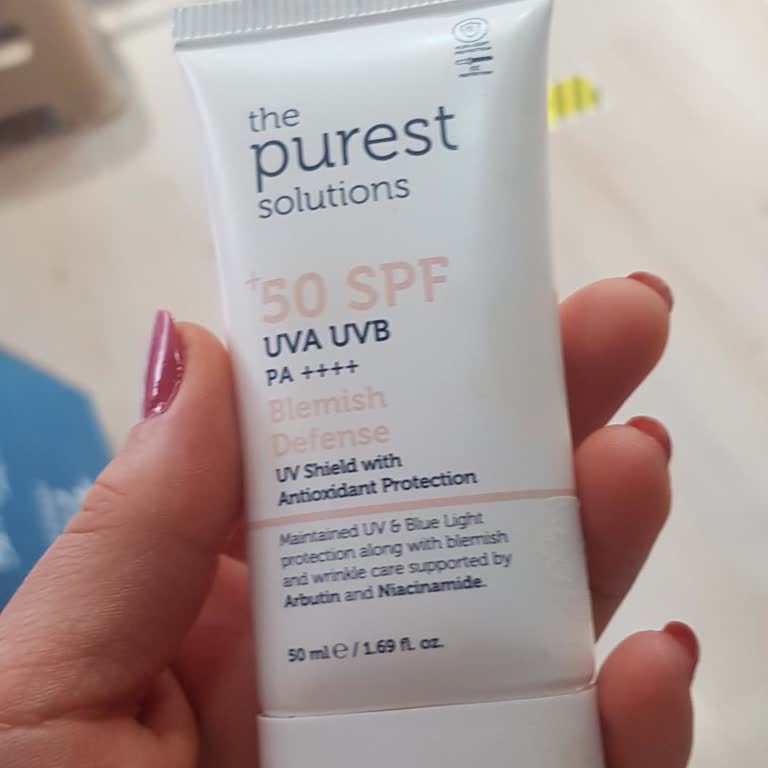 the
purest
solutions
+50 SPF
UVA UVB
PA ++++
Blemish
Defense
UV Shield with
Antioxidant Protection
Maintained UV & Blue Light
protection along with blemish
and wrinkle care supported by
Arbutin and Niacinamide.
50 ml e / 1.69 fl. oz.